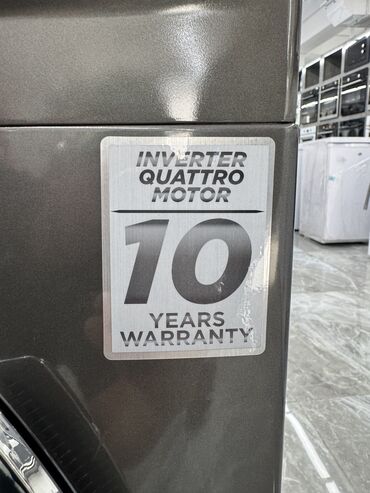 INVERTER
QUATTRO
MOTOR
10
YEARS
WARRANTY